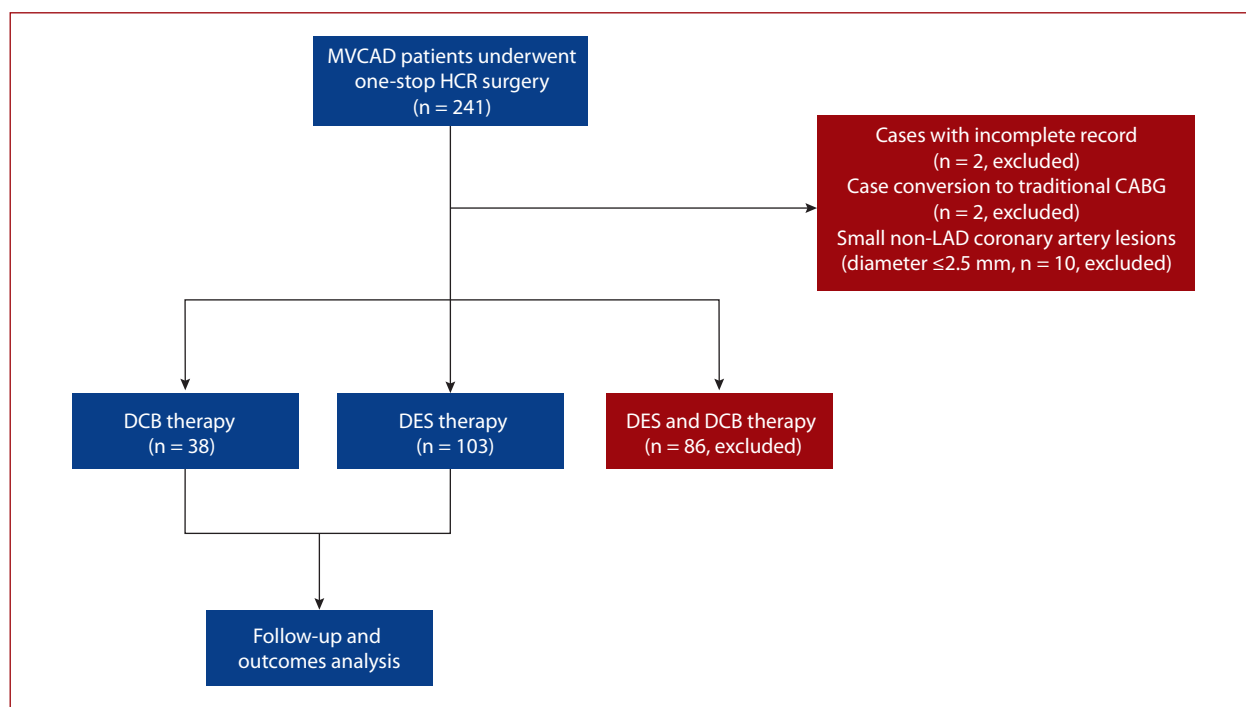 MVCAD patients underwent
one-stop HCR surgery
(n = 241)
Cases with incomplete record
(n = 2, excluded)
Case conversion to traditional CABG
(n = 2, excluded)
Small non-LAD coronary artery lesions
(diameter ≤2.5 mm, n = 10, excluded)
DCB therapy
(n = 38)
DES therapy
(n = 103)
DES and DCB therapy
(n = 86, excluded)
Follow-up and
outcomes analysis